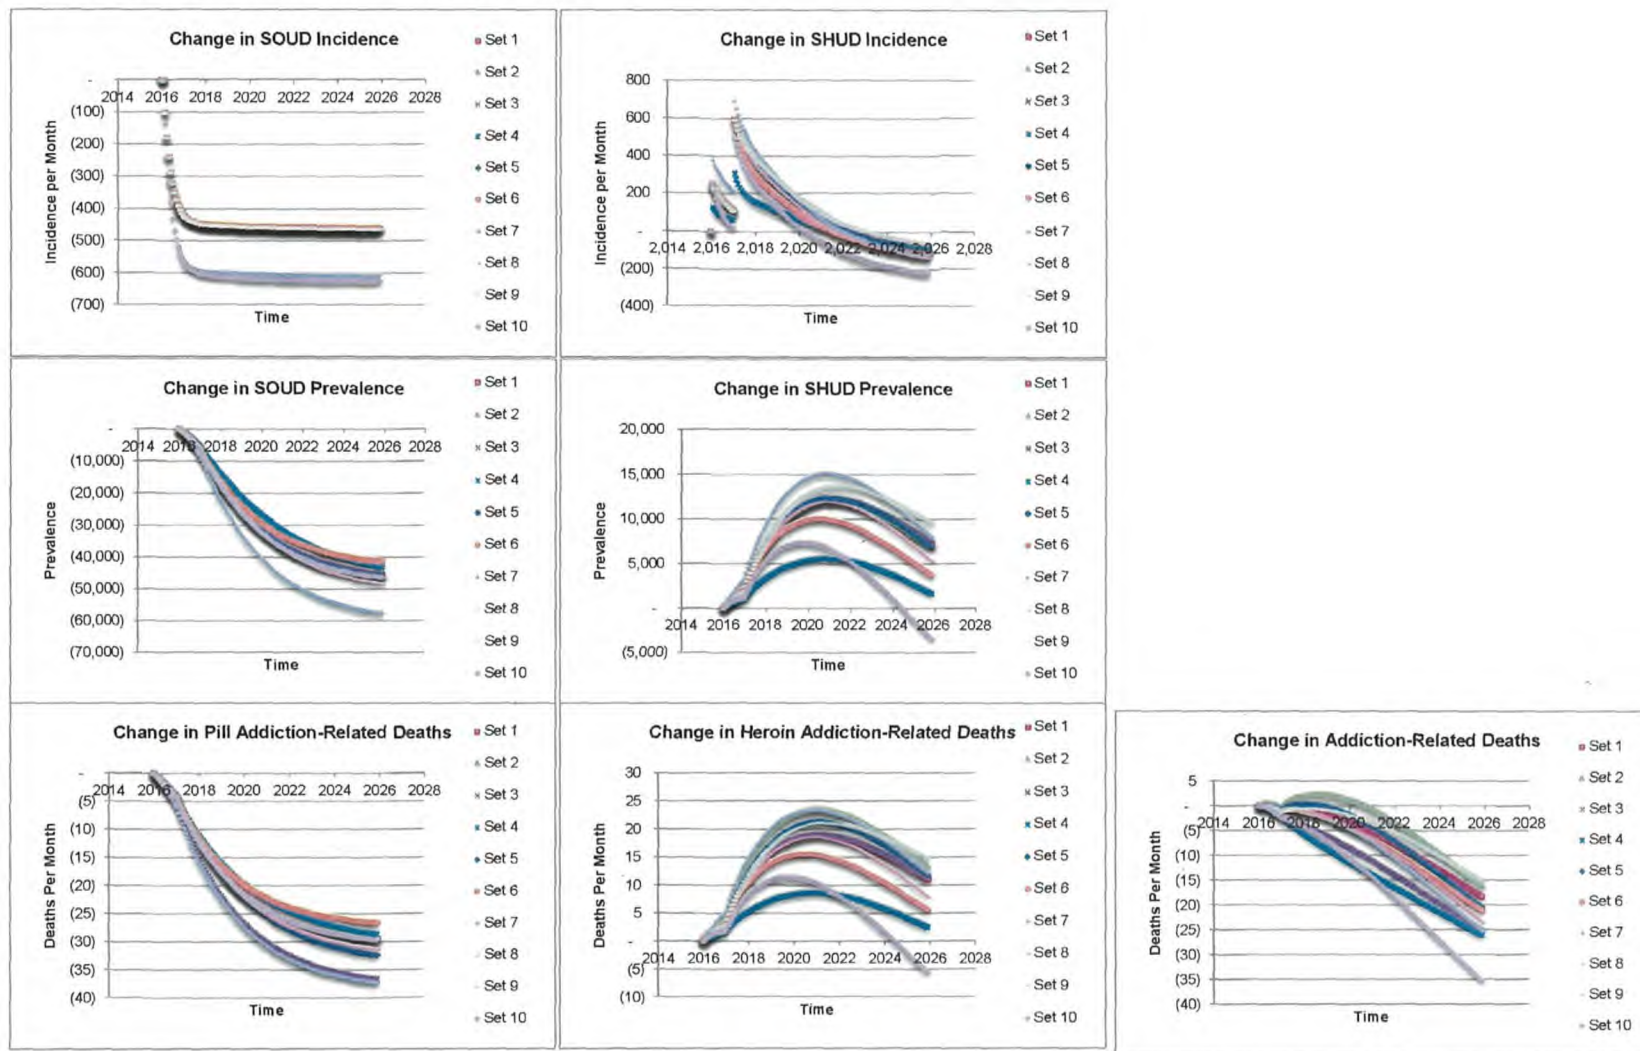 Change in SOUD Incidence
-
2014 2016 2018 2020 2022 2024 2026 2028
(100)
(200)
(300)
(400)
(500)
(600)
(700)
Incidence per Month
Time
Set 1
Set 2
Set 3
Set 4
Set 5
Set 6
Set 7
Set 8
Set 9
Set 10
Change in SHUD Incidence
800
600
400
200
-
2,014 2,016 2,018 2,020 2,022 2,024 2,026 2,028
(200)
(400)
Incidence per Month
Time
Set 1
Set 2
Set 3
Set 4
Set 5
Set 6
Set 7
Set 8
Set 9
Set 10
Change in SOUD Prevalence
-
2014 2016 2018 2020 2022 2024 2026 2028
(10,000)
(20,000)
(30,000)
(40,000)
(50,000)
(60,000)
(70,000)
Prevalence
Time
Set 1
Set 2
Set 3
Set 4
Set 5
Set 6
Set 7
Set 8
Set 9
Set 10
Change in SHUD Prevalence
20,000
15,000
10,000
5,000
-
2014 2016 2018 2020 2022 2024 2026 2028
(5,000)
Prevalence
Time
Set 1
Set 2
Set 3
Set 4
Set 5
Set 6
Set 7
Set 8
Set 9
Set 10
Change in Pill Addiction-Related Deaths
-
2014 2016 2018 2020 2022 2024 2026 2028
(5)
(10)
(15)
(20)
(25)
(30)
(35)
(40)
Deaths Per Month
Time
Set 1
Set 2
Set 3
Set 4
Set 5
Set 6
Set 7
Set 8
Set 9
Set 10
Change in Heroin Addiction-Related Deaths
30
25
20
15
10
5
-
2014 2016 2018 2020 2022 2024 2026 2028
(5)
(10)
Deaths Per Month
Time
Set 1
Set 2
Set 3
Set 4
Set 5
Set 6
Set 7
Set 8
Set 9
Set 10
Change in Addiction-Related Deaths
5
-
2014 2016 2018 2020 2022 2024 2026 2028
(5)
(10)
(15)
(20)
(25)
(30)
(35)
(40)
Deaths Per Month
Time
Set 1
Set 2
Set 3
Set 4
Set 5
Set 6
Set 7
Set 8
Set 9
Set 10